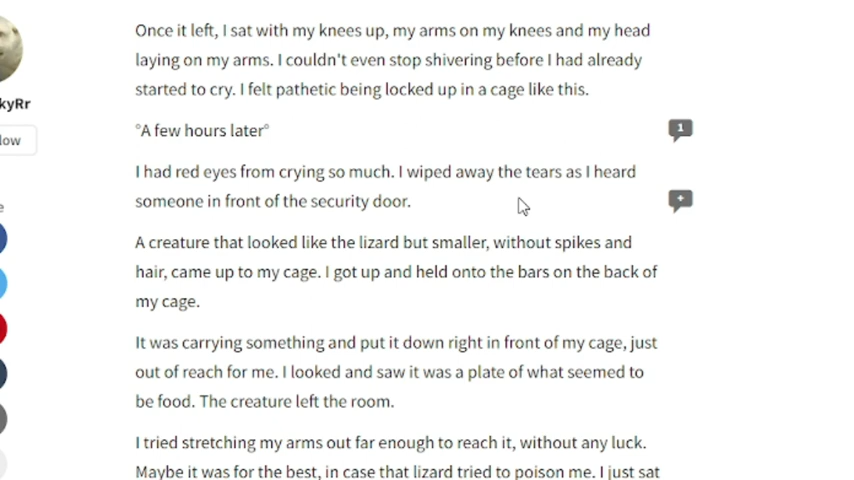 Once it left, I sat with my knees up, my arms on my knees and my head
laying on my arms. I couldn't even stop shivering before I had already
started to cry. I felt pathetic being locked up in a cage like this.
kyRr
low
°A few hours later°
1
I had red eyes from crying so much. I wiped away the tears as I heard
someone in front of the security door.
+
e
A creature that looked like the lizard but smaller, without spikes and
hair, came up to my cage. I got up and held onto the bars on the back of
my cage.
It was carrying something and put it down right in front of my cage, just
out of reach for me. I looked and saw it was a plate of what seemed to
be food. The creature left the room.
I tried stretching my arms out far enough to reach it, without any luck.
Maybe it was for the best, in case that lizard tried to poison me. I just sat